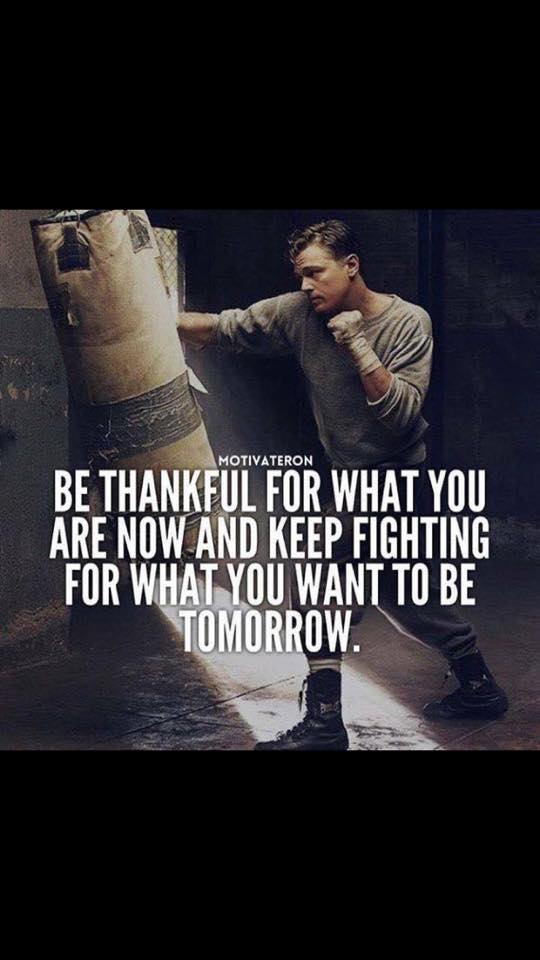 MOTIVATERON
BE THANKFUL FOR WHAT YOU
ARE NOW AND KEEP FIGHTING
FOR WHAT YOU WANT TO BE
TOMORROW.